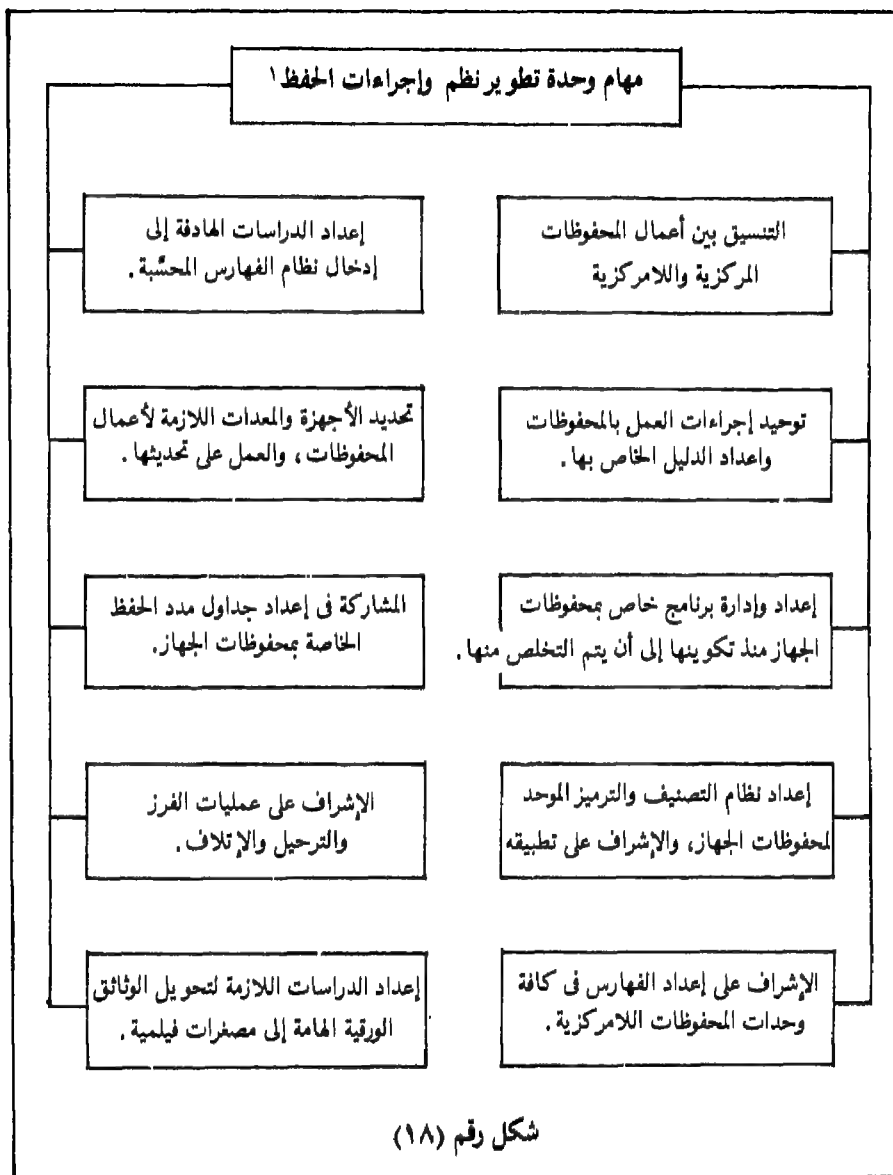 مهام وحدة تطوير نظم وإجراءات الحفظ ١
التنسيق بين أعمال المحفوظات
المركزية واللامركزية
توحيد إجراءات العمل بالمحفوظات
واعداد الدليل الخاص بها.
إعداد وإدارة برنامج خاص بمحفوظات
الجهاز منذ تكوينها إلى أن يتم التخلص منها.
إعداد نظام التصنيف والترميز الموحد
لمحفوظات الجهاز، والإشراف على تطبيقه
الإشراف على إعداد الفهارس فى كافة
وحدات المحفوظات اللامركزية.
إعداد الدراسات الهادفة إلى
إدخال نظام الفهارس المحسَّبة.
تحديد الأجهزة والمعدات اللازمة لأعمال
المحفوظات، والعمل على تحديثها.
المشاركة فى إعداد جداول مدد الحفظ
الخاصة بمحفوظات الجهاز.
الإشراف على عمليات الفرز
والترحيل والإتلاف.
إعداد الدراسات اللازمة لتحويل الوثائق
الورقية الهامة إلى مصغرات فيلمية.
شكل رقم (١٨)